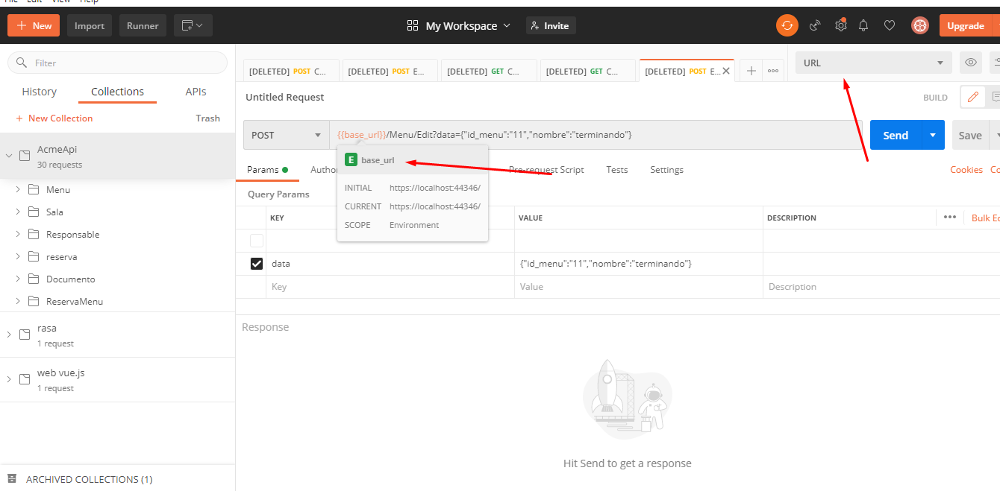 File Edit View Help
New
Import
Runner
My Workspace
Invite
Upgrade
Filter
[DELETED] POST C...
[DELETED] POST E...
[DELETED] GET C...
[DELETED] GET C...
[DELETED] POST E...
URL
History
Collections
APIs
Untitled Request
BUILD
+ New Collection
Trash
POST
{{base_url}}/Menu/Edit?data={"id_menu":"11","nombre":"terminando"}
Send
Save
AcmeApi
30 requests
E base_url
Params
Author
Pre-request Script
Tests
Settings
Cookies
Co
INITIAL https://localhost:44346/
CURRENT https://localhost:44346/
SCOPE Environment
Menu
Sala
Responsable
reserva
Documento
ReservaMenu
Query Params
KEY
VALUE
DESCRIPTION
Bulk Ed
data
{"id_menu":"11","nombre":"terminando"}
Key
Value
Description
rasa
1 request
web vue.js
1 request
Response
Hit Send to get a response
ARCHIVED COLLECTIONS (1)